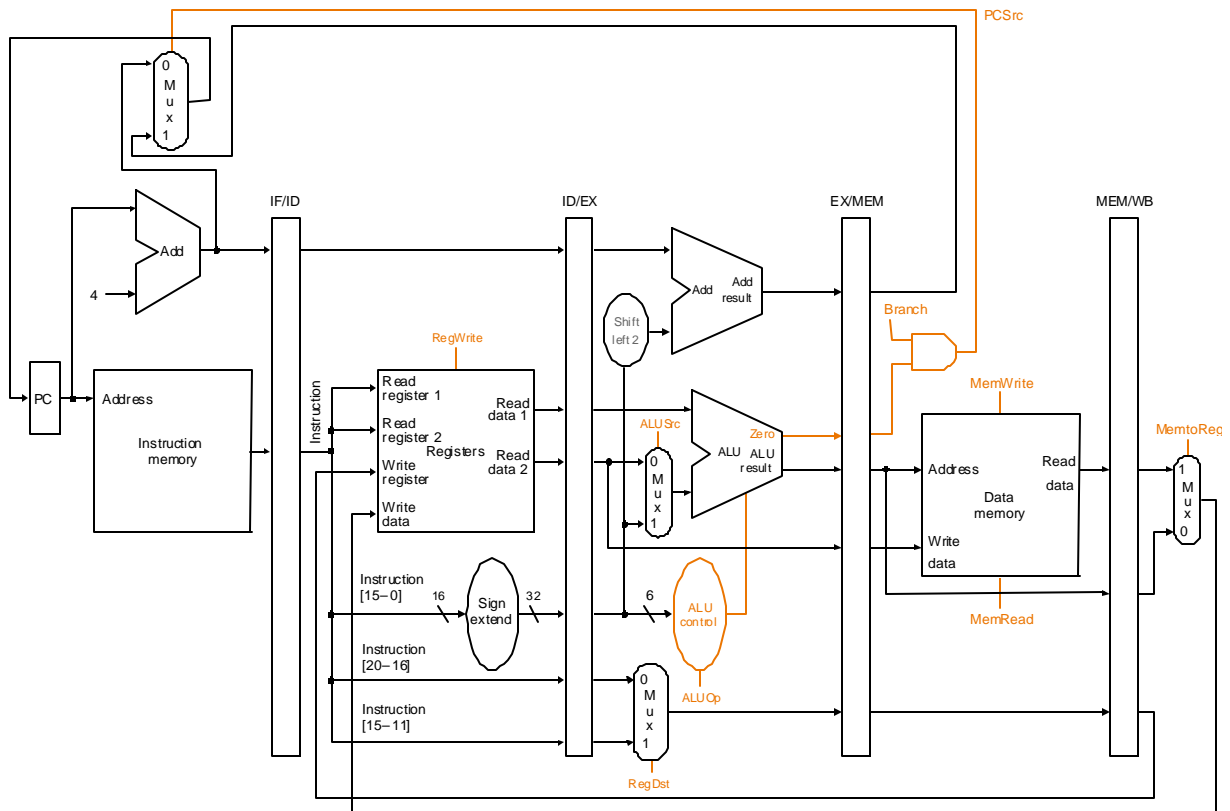 PCSrc
0
M
u
x
1
IF/ID
ID/EX
EX/MEM
MEM/WB
Add
4
Add
Add
result
Shift
left 2
Branch
RegWrite
PC
Address
Instruction
memory
Instruction
Read
register 1
Read
register 2
Write
register
Write
data
Registers
Read
data 1
Read
data 2
ALUSrc
0
M
u
x
1
Zero
ALU
ALU
result
MemWrite
Address
Read
data
Data
memory
Write
data
MemRead
MemtoReg
1
M
u
x
0
Instruction
[15–0]
16
Sign
extend
32
6
ALU
control
ALUOp
Instruction
[20–16]
Instruction
[15–11]
0
M
u
x
1
RegDst